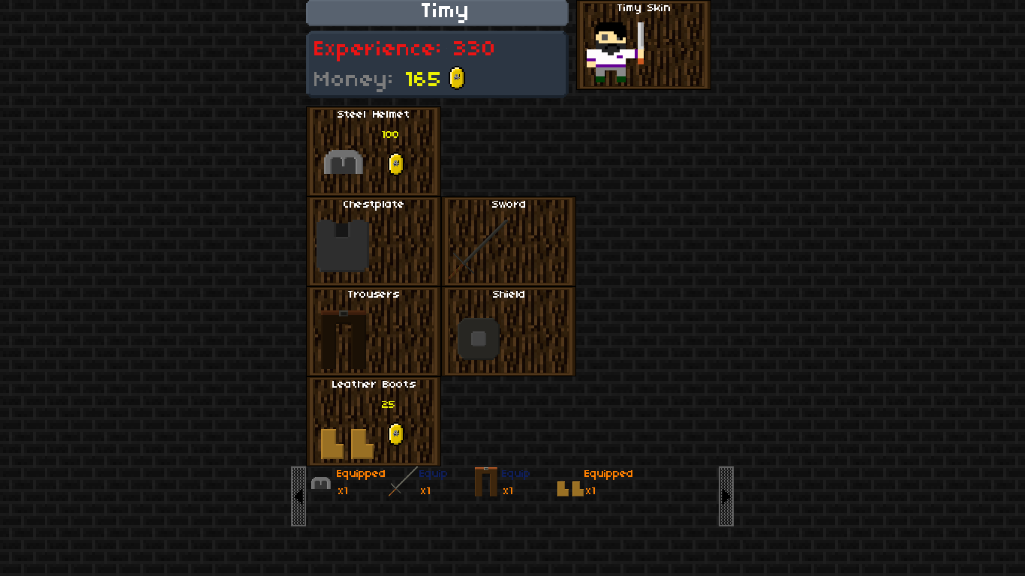 Timy
Timy Skin
Experience: 330
Money: 165
Steel Helmet
100
Chestplate
Sword
Trousers
Shield
Leather Boots
25
Equipped
x1
Equip
x1
Equip
x1
Equipped
x1